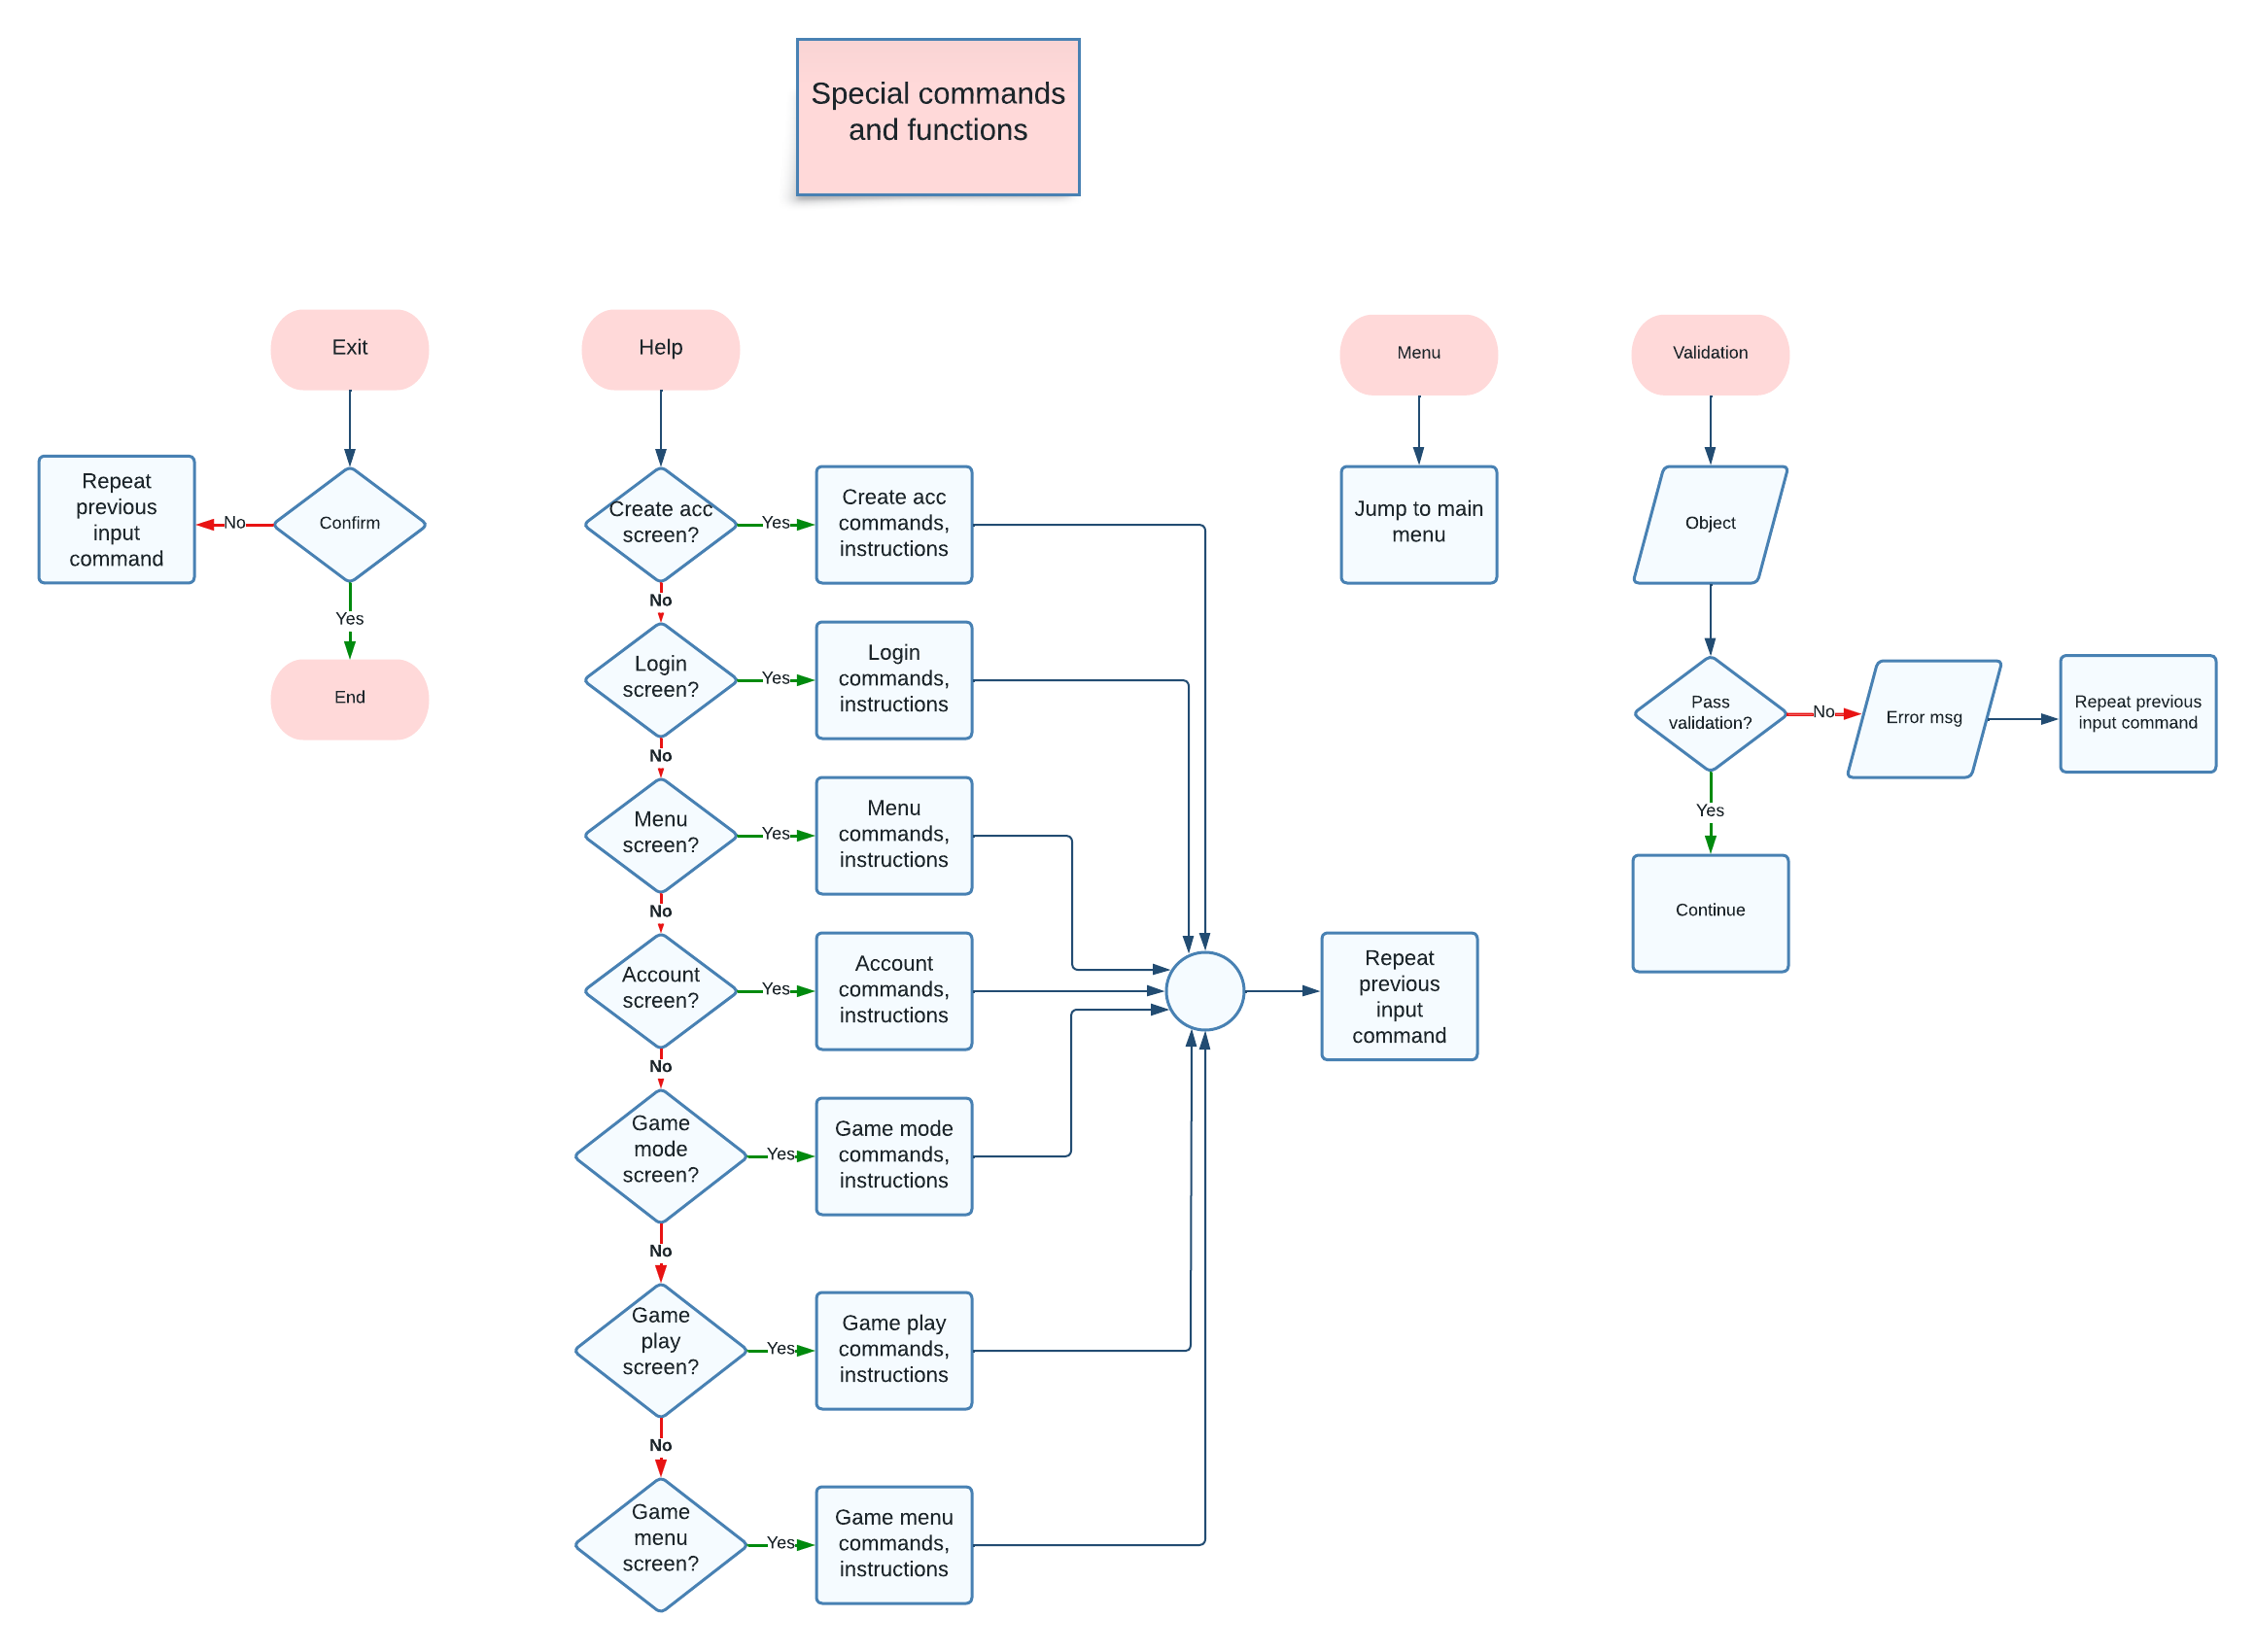 Special commands
and functions
Exit
Confirm
No
Repeat
previous
input
command
Yes
End
Help
Create acc
screen?
Yes
Create acc
commands,
instructions
No
Login
screen?
Yes
Login
commands,
instructions
No
Menu
screen?
Yes
Menu
commands,
instructions
No
Account
screen?
Yes
Account
commands,
instructions
No
Game
mode
screen?
Yes
Game mode
commands,
instructions
No
Game
play
screen?
Yes
Game play
commands,
instructions
No
Game
menu
screen?
Yes
Game menu
commands,
instructions
Repeat
previous
input
command
Menu
Jump to main
menu
Validation
Object
Pass
validation?
No
Error msg
Repeat previous
input command
Yes
Continue